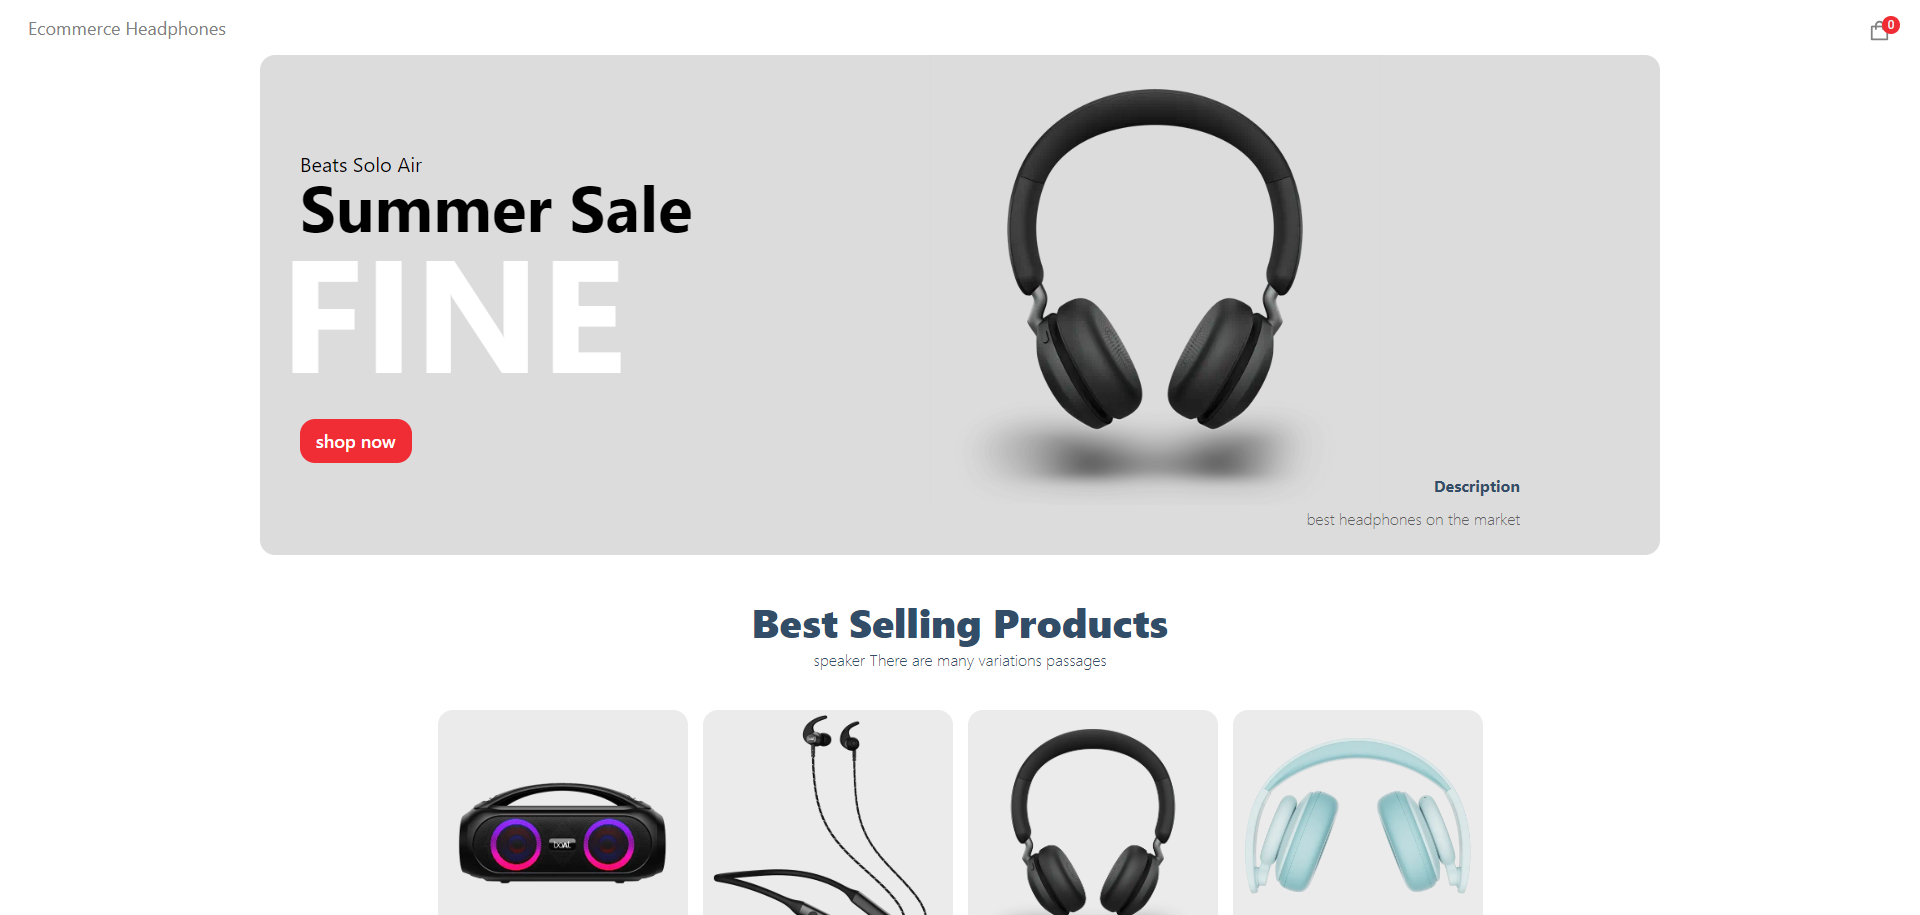 Ecommerce Headphones
0
Beats Solo Air
Summer Sale
FINE
shop now
Description
best headphones on the market
Best Selling Products
speaker There are many variations passages
boAt